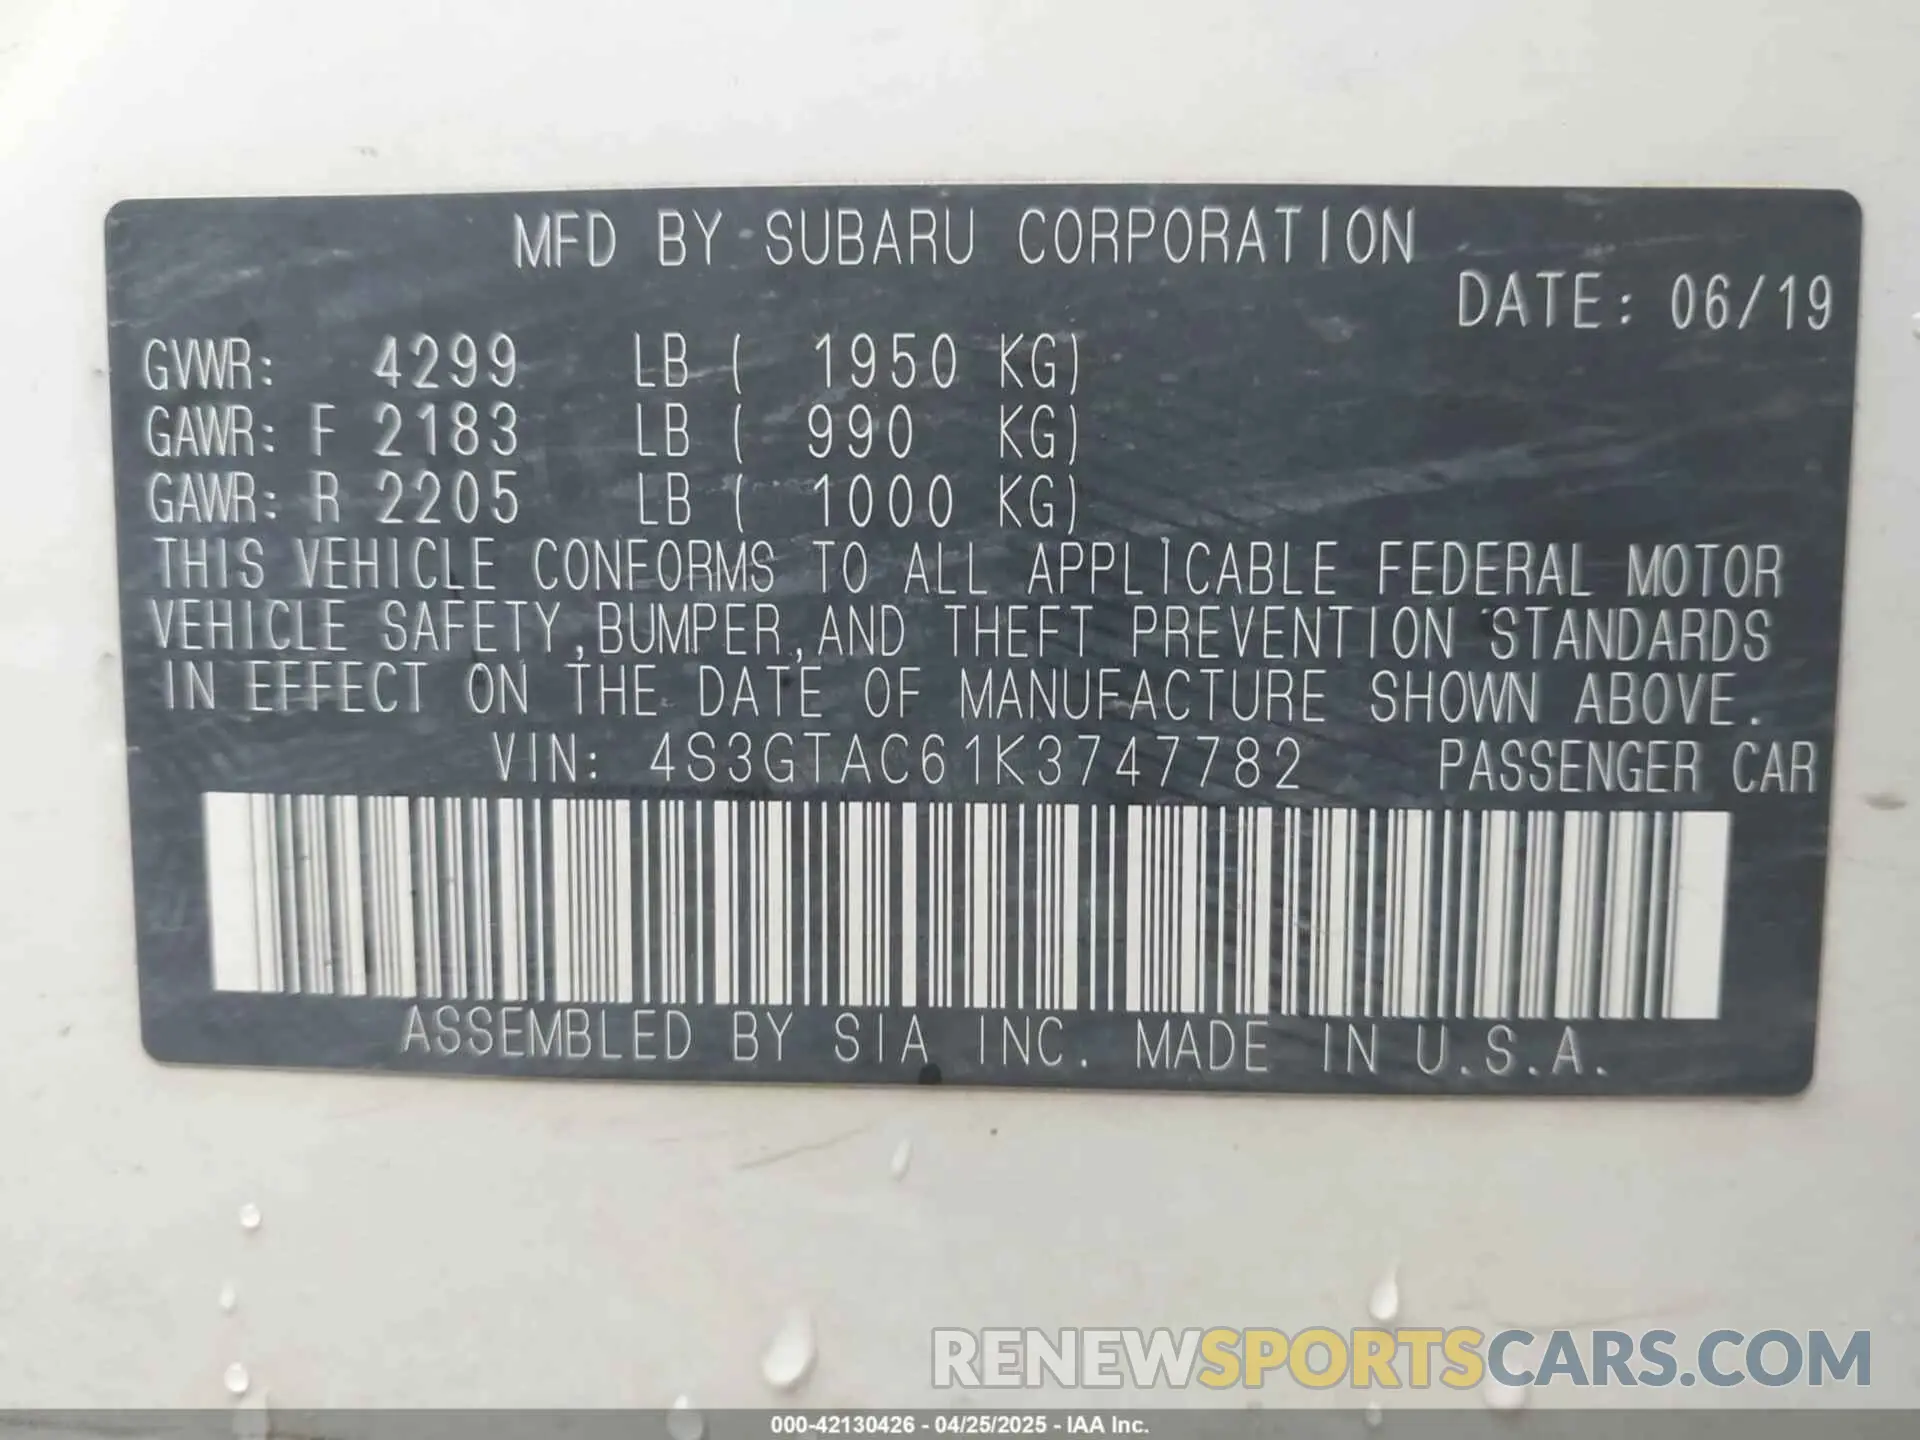 MFD BY SUBARU CORPORATION
DATE: 06/19
GVWR: 4299 LB ( 1950 KG)
GAWR: F 2183 LB ( 990 KG)
GAWR: R 2205 LB ( 1000 KG)
THIS VEHICLE CONFORMS TO ALL APPLICABLE FEDERAL MOTOR
VEHICLE SAFETY,BUMPER,AND THEFT PREVENTION STANDARDS
IN EFFECT ON THE DATE OF MANUFACTURE SHOWN ABOVE.
VIN: 4S3GTAC61K3747782 PASSENGER CAR
ASSEMBLED BY SIA INC. MADE IN U.S.A.
RENEWSPORTSCARS.COM
000-42130426 - 04/25/2025 - IAA Inc.